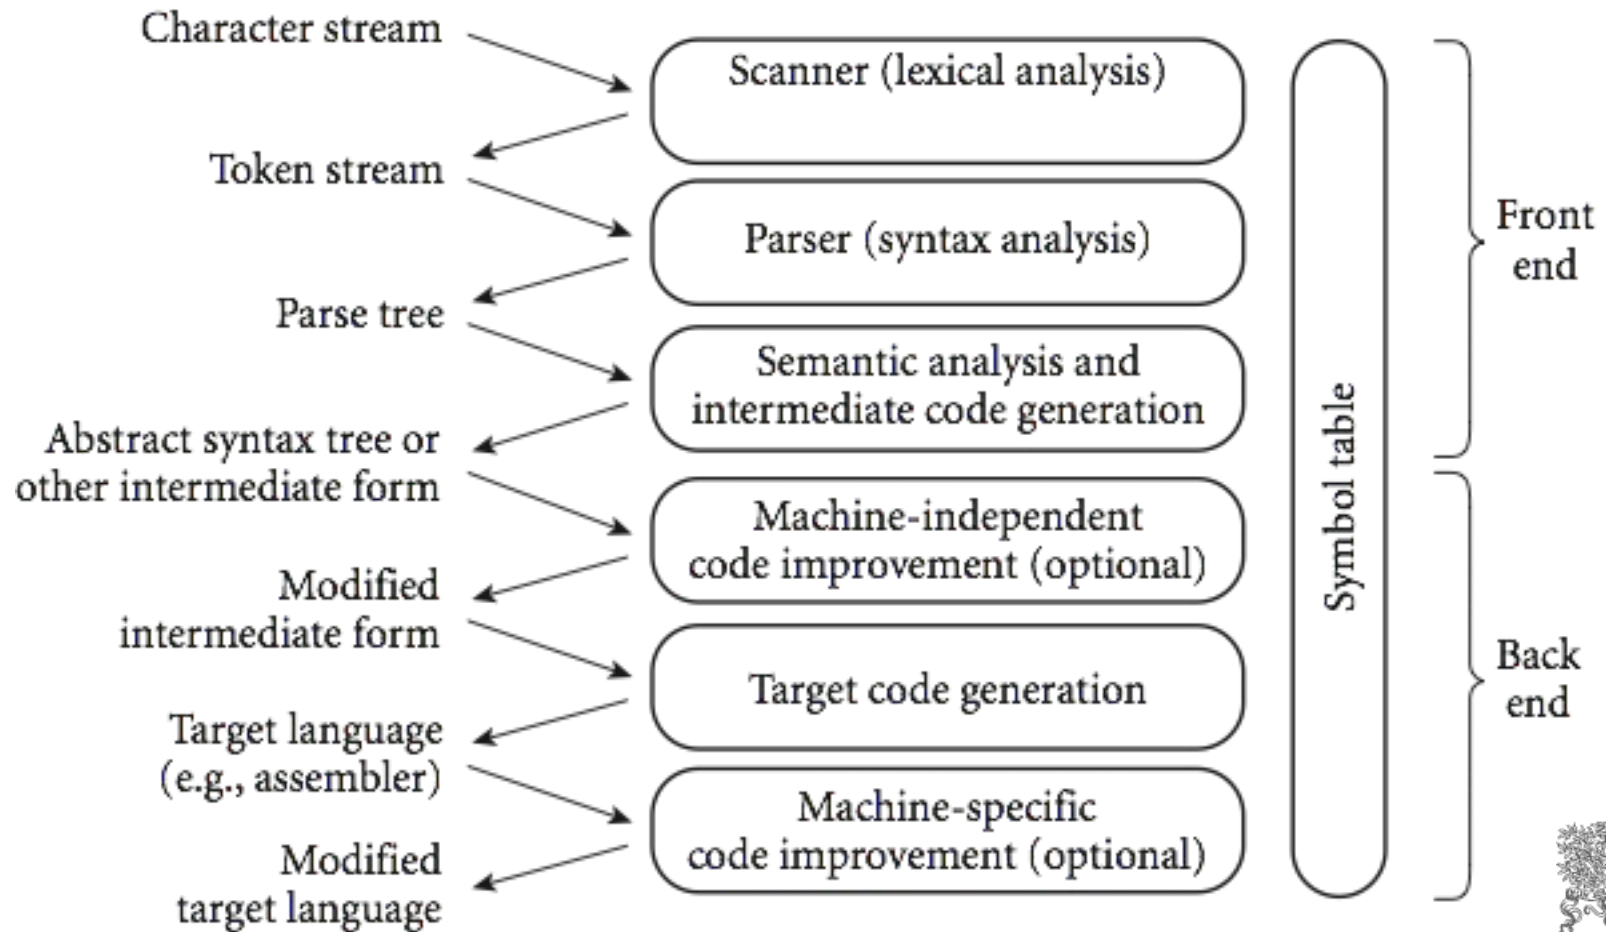 Character stream
Scanner (lexical analysis)
Token stream
Parser (syntax analysis)
Parse tree
Semantic analysis and
intermediate code generation
Abstract syntax tree or
other intermediate form
Machine-independent
code improvement (optional)
Modified
intermediate form
Target code generation
Target language
(e.g., assembler)
Machine-specific
code improvement (optional)
Modified
target language
Symbol table
Front
end
Back
end